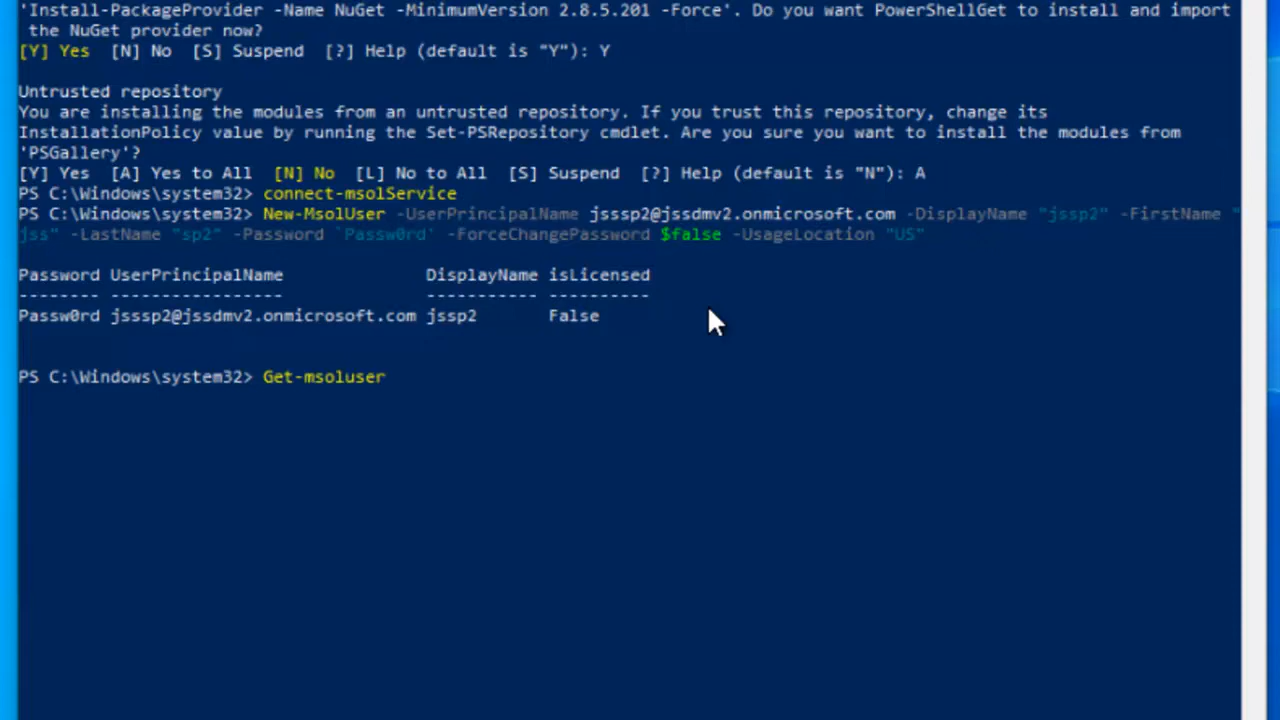 'Install-PackageProvider -Name NuGet -MinimumVersion 2.8.5.201 -Force'. Do you want PowerShellGet to install and import
the NuGet provider now?
[Y] Yes [N] No [S] Suspend [?] Help (default is "Y"): Y
Untrusted repository
You are installing the modules from an untrusted repository. If you trust this repository, change its
InstallationPolicy value by running the Set-PSRepository cmdlet. Are you sure you want to install the modules from
'PSGallery'?
[Y] Yes [A] Yes to All [N] No [L] No to All [S] Suspend [?] Help (default is "N"): A
PS C:\Windows\system32> connect-msolService
PS C:\Windows\system32> New-MsolUser -UserPrincipalName jsssp2@jssdmv2.onmicrosoft.com -DisplayName "jssp2" -FirstName "
jss" -LastName "sp2" -Password `Passw0rd' -ForceChangePassword $false -UsageLocation "US"
Password UserPrincipalName DisplayName isLicensed
-------- ----------------- ----------- ----------
Passw0rd jsssp2@jssdmv2.onmicrosoft.com jssp2 False
PS C:\Windows\system32> Get-msoluser